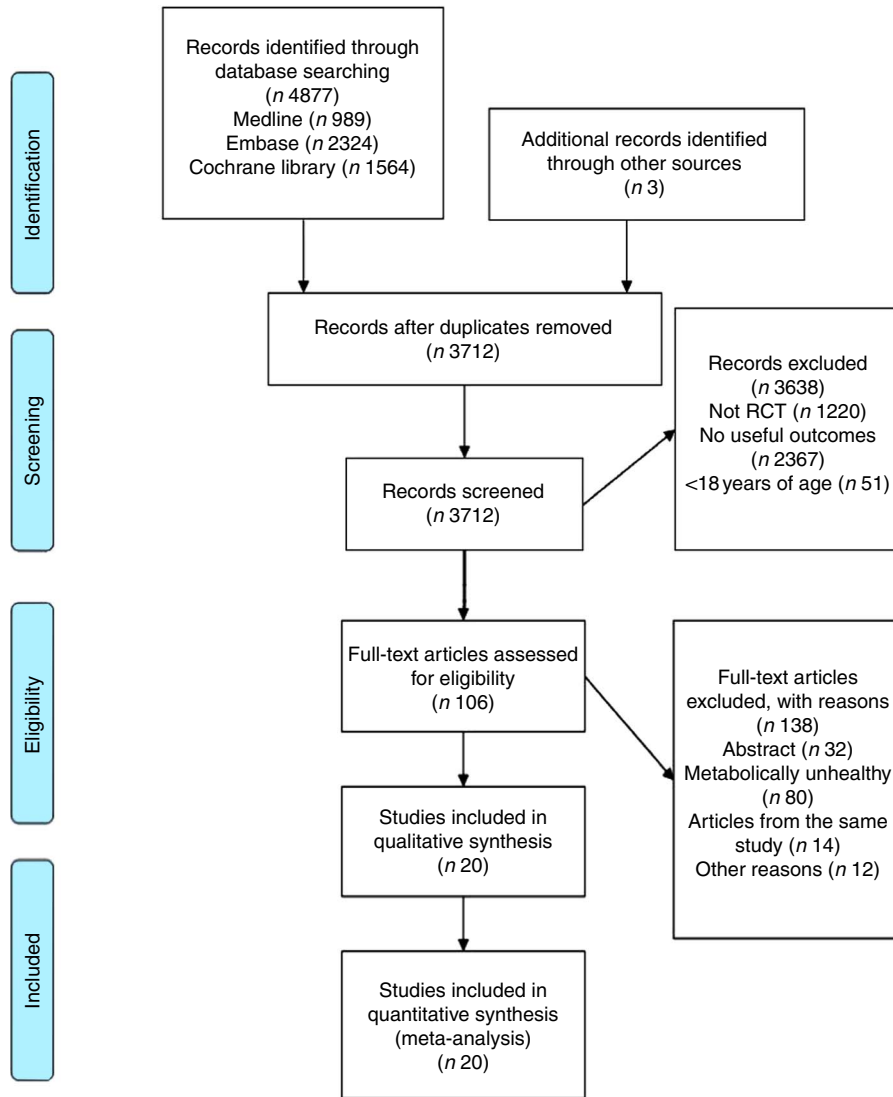 Identification
Records identified through
database searching
(n 4877)
Medline (n 989)
Embase (n 2324)
Cochrane library (n 1564)
Additional records identified
through other sources
(n 3)
Records after duplicates removed
(n 3712)
Screening
Records screened
(n 3712)
Records excluded
(n 3638)
Not RCT (n 1220)
No useful outcomes
(n 2367)
<18 years of age (n 51)
Eligibility
Full-text articles assessed
for eligibility
(n 106)
Full-text articles
excluded, with reasons
(n 138)
Abstract (n 32)
Metabolically unhealthy
(n 80)
Articles from the same
study (n 14)
Other reasons (n 12)
Studies included in
qualitative synthesis
(n 20)
Included
Studies included in
quantitative synthesis
(meta-analysis)
(n 20)